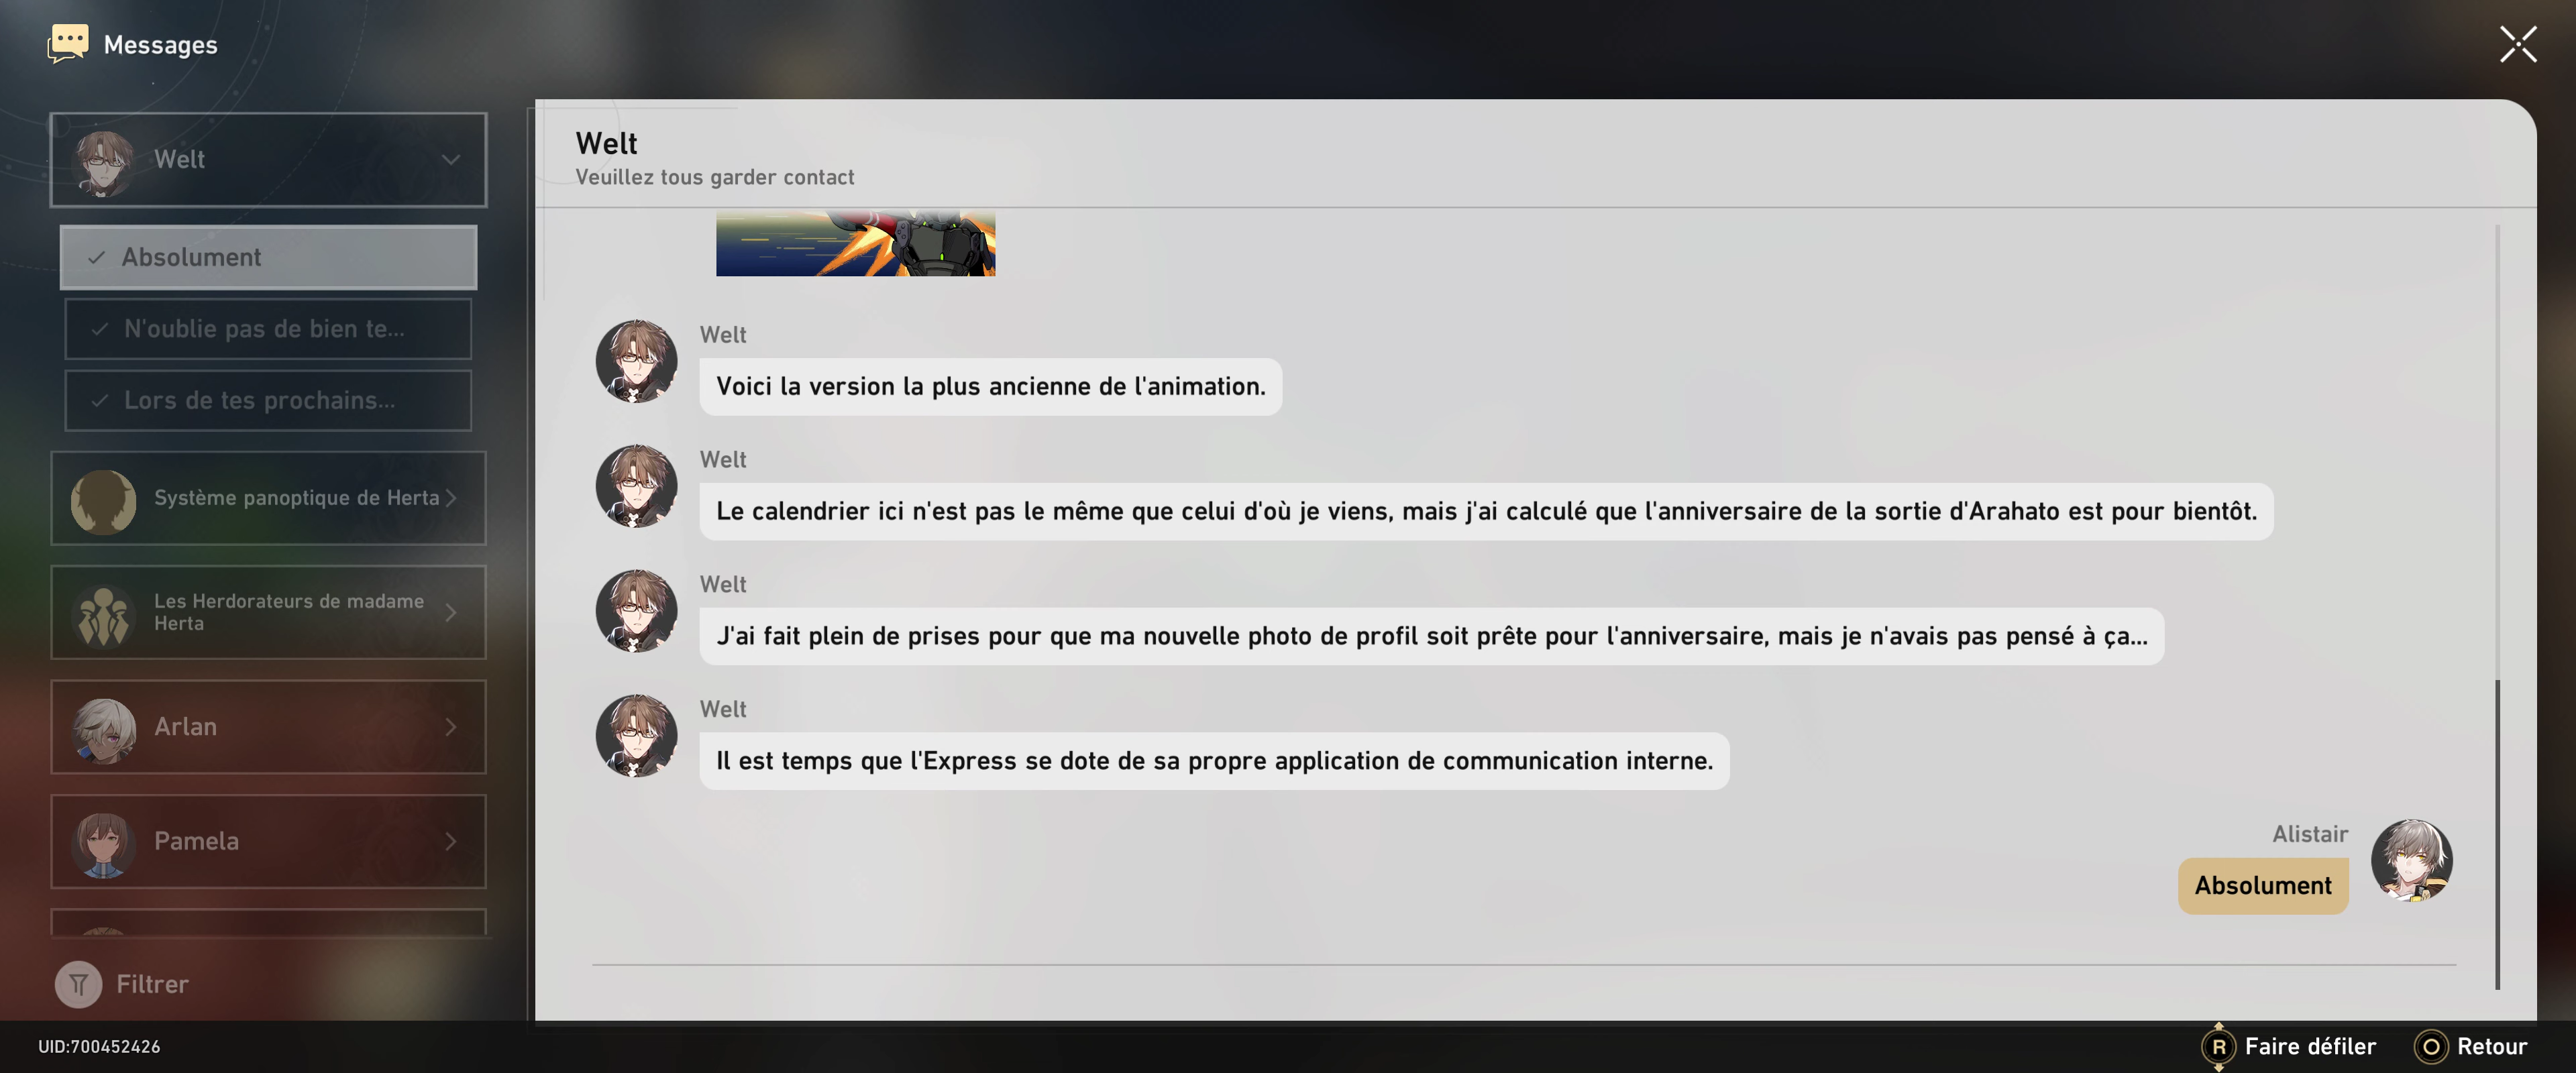 Messages
Welt
Absolument
N'oublie pas de bien te...
Lors de tes prochains...
Système panoptique de Herta
Les Herdorateurs de madame
Herta
Arlan
Pamela
Filtrer
Welt
Veuillez tous garder contact
Welt
Voici la version la plus ancienne de l'animation.
Welt
Le calendrier ici n'est pas le même que celui d'où je viens, mais j'ai calculé que l'anniversaire de la sortie d'Arahato est pour bientôt.
Welt
J'ai fait plein de prises pour que ma nouvelle photo de profil soit prête pour l'anniversaire, mais je n'avais pas pensé à ça...
Welt
Il est temps que l'Express se dote de sa propre application de communication interne.
Alistair
Absolument
UID:700452426
R Faire défiler
Retour